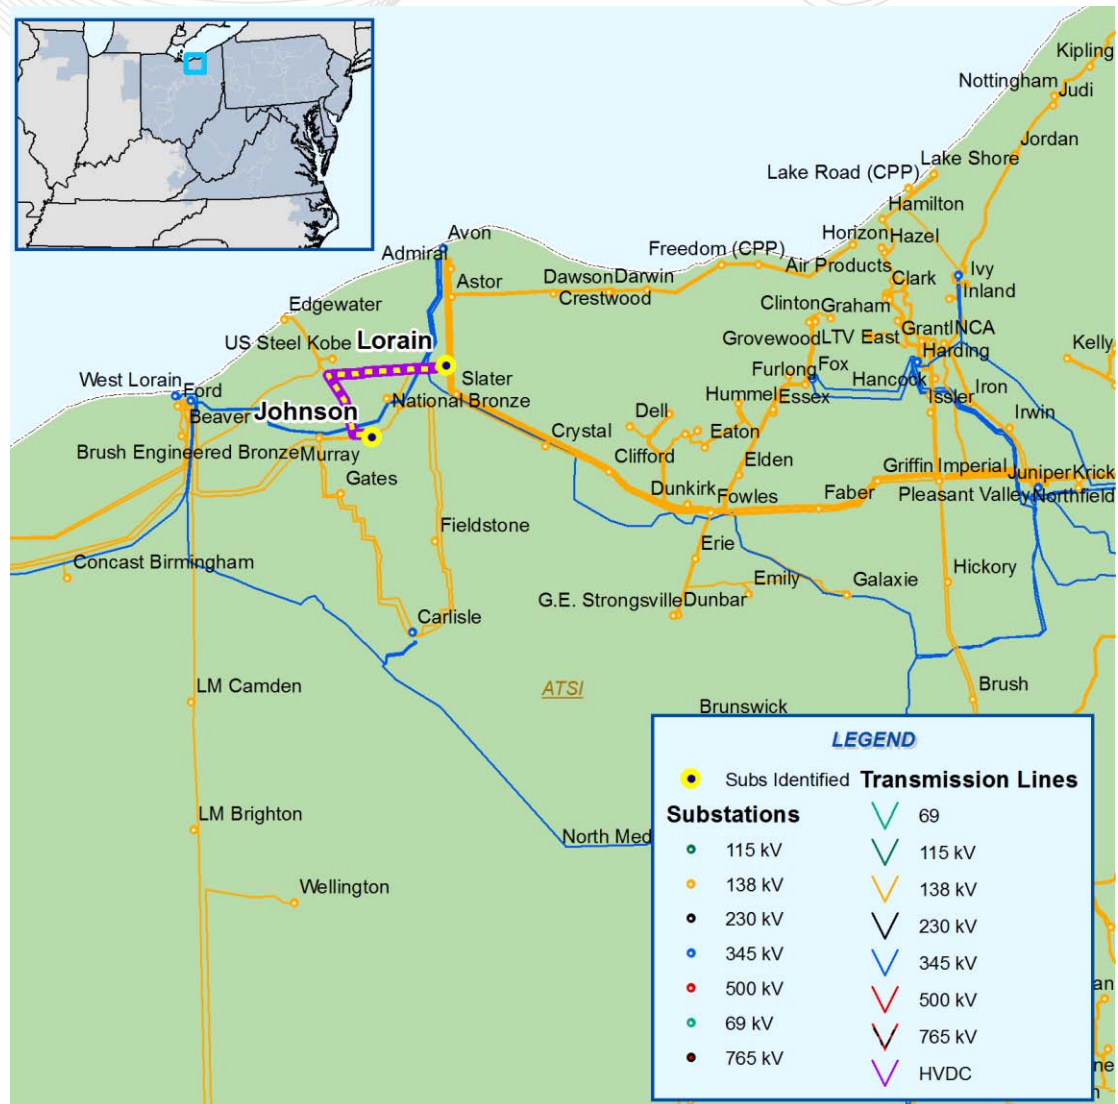 Kipling
Nottingham
Judi
Jordan
Lake Shore
Lake Road (CPP)
Hamilton
Avon
Admiral
Freedom (CPP)
Horizon
Hazel
Astor
Dawson
Darwin
Crestwood
Air Products
Clark
Ivy
Inland
Edgewater
Clinton
Graham
US Steel Kobe
Lorain
Grovewood
LTV East
Grant
INCA
Harding
Kelly
West Lorain
Ford
Slater
Furlong
Fox
Hancock
Beaver
Johnson
National Bronze
Hummel
Essex
Issler
Iron
Dell
Irwin
Brush Engineered Bronze
Murray
Crystal
Eaton
Gates
Clifford
Elden
Griffin
Imperial
Juniper
Krick
Dunkirk
Fowles
Faber
Pleasant Valley
Northfield
Fieldstone
Erie
Concast Birmingham
Emily
Galaxie
Hickory
G.E. Strongsville
Dunbar
Carlisle
LM Camden
ATSI
Brush
Brunswick
LM Brighton
North Med
Wellington
LEGEND
Subs Identified
Transmission Lines
Substations
69
115 kV
115 kV
138 kV
138 kV
230 kV
230 kV
345 kV
345 kV
500 kV
500 kV
69 kV
765 kV
765 kV
HVDC
an
ne